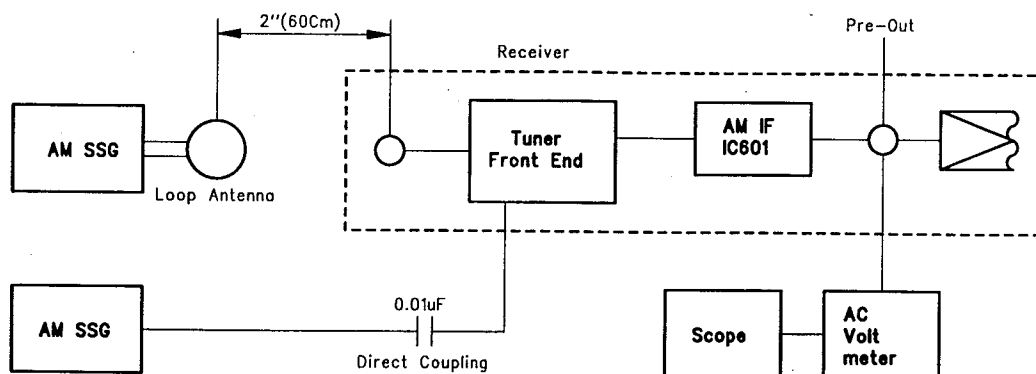 2''(60Cm)
Pre-Out
Receiver
AM SSG
Loop Antenna
Tuner
Front End
AM IF
IC601
AM SSG
0.01uF
Direct Coupling
Scope
AC
Volt
meter